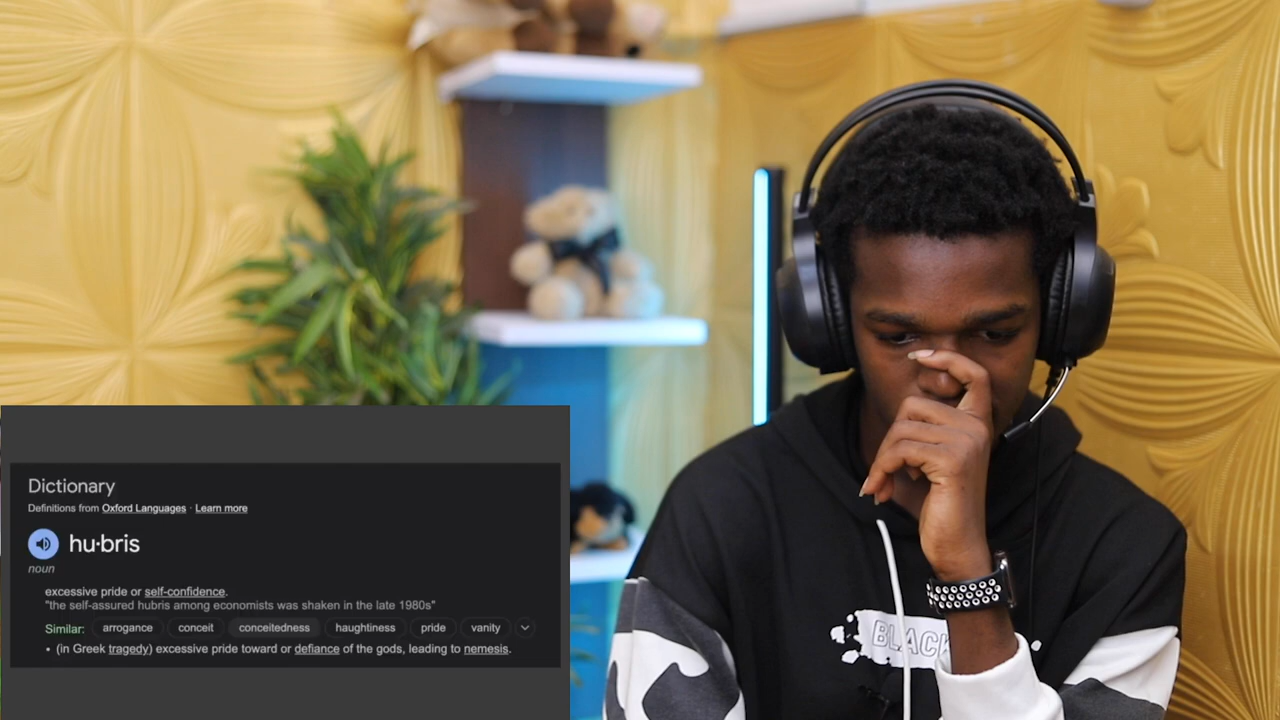 Dictionary
Definitions from Oxford Languages · Learn more
hu·bris
noun
excessive pride or self-confidence.
"the self-assured hubris among economists was shaken in the late 1980s"
Similar: arrogance conceit conceitedness haughtiness pride vanity
• (in Greek tragedy) excessive pride toward or defiance of the gods, leading to nemesis.
BLACK